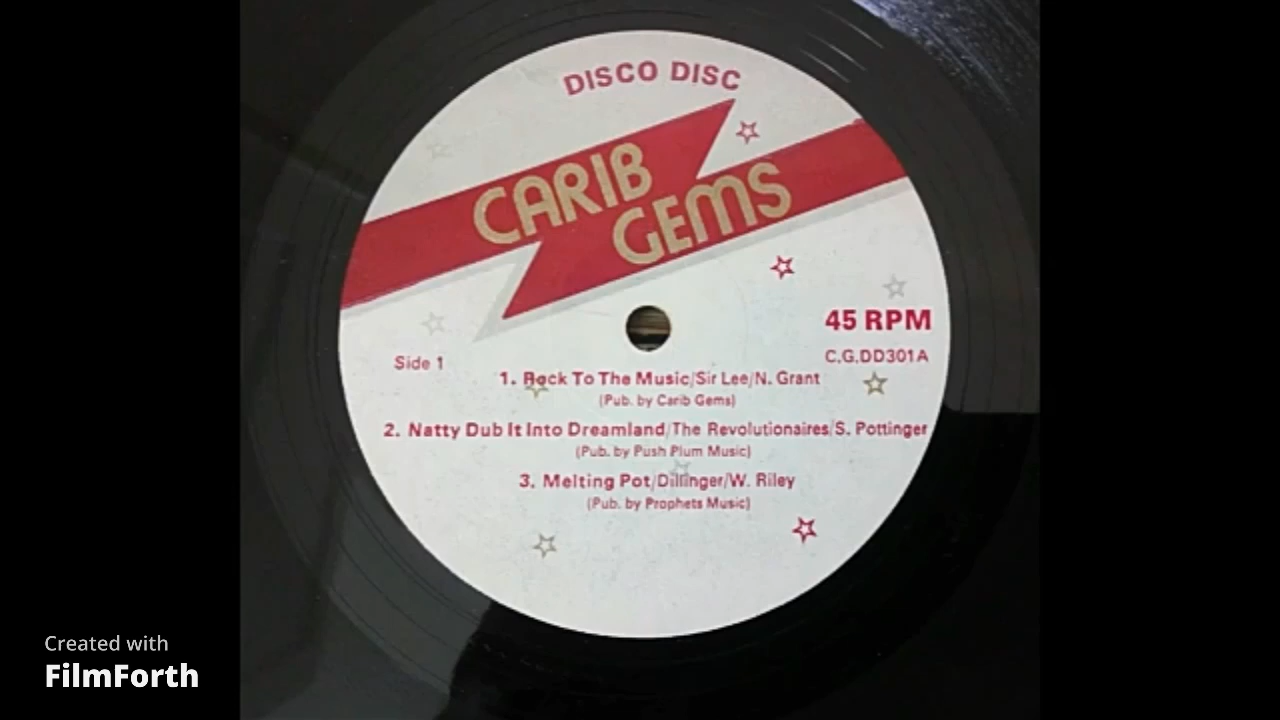 DISCO DISC
CARIB
GEMS
45 RPM
C.G.DD301A
Side 1
1. Rock To The Music/Sir Lee/N. Grant
(Pub. by Carib Gems)
2. Natty Dub It Into Dreamland/The Revolutionaires/S. Pottinger
(Pub. by Push Plum Music)
3. Melting Pot/Dillinger/W. Riley
(Pub. by Prophets Music)
Created with
FilmForth